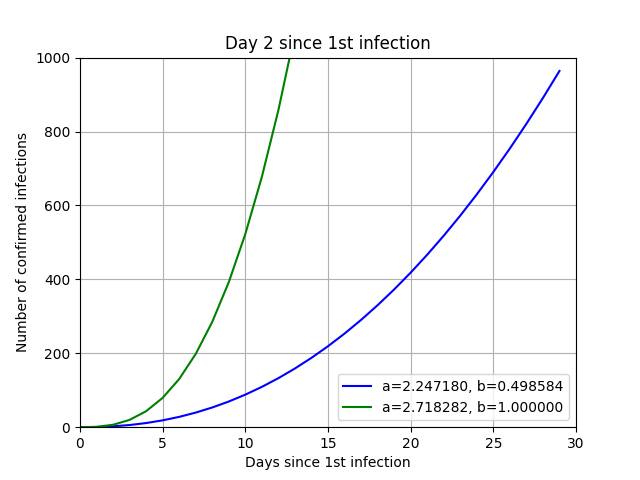 Day 2 since 1st infection
Number of confirmed infections
1000
800
600
400
200
0
0 5 10 15 20 25 30
Days since 1st infection
a=2.247180, b=0.498584
a=2.718282, b=1.000000